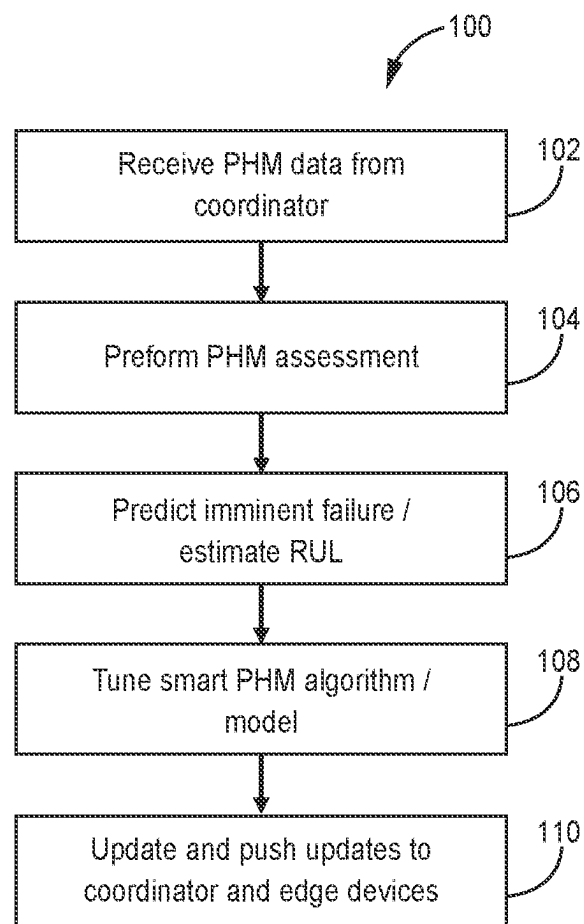 100
Receive PHM data from
coordinator
102
Preform PHM assessment
104
Predict imminent failure /
estimate RUL
106
Tune smart PHM algorithm /
model
108
Update and push updates to
coordinator and edge devices
110